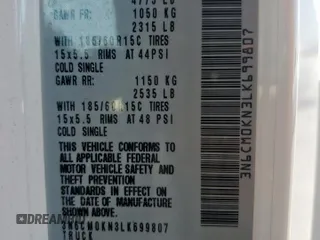 4775 LB
GAWR FR: 1050 KG
2315 LB
WITH 185/60R15C TIRES
15x5.5 RIMS AT 44PSI
COLD SINGLE
GAWR RR: 1150 KG
2535 LB
WITH 185/60R15C TIRES
15x5.5 RIMS AT 48 PSI
COLD SINGLE
THIS VEHICLE CONFORMS TO
ALL APPLICABLE FEDERAL
MOTOR VEHICLE SAFETY AND THEFT
STANDARDS IN EFFECT ON THE
DATE OF MANUFACTURE
SHOWN ABOVE.
3N6CM0KN3LK699807
TRUCK
3N6CM0KN3LK699807